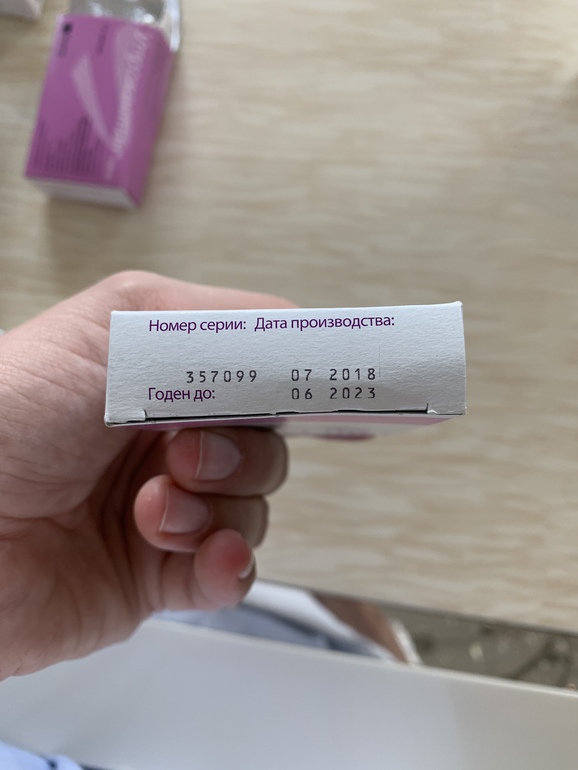 Номер серии: Дата производства:
357099 07 2018
Годен до: 06 2023